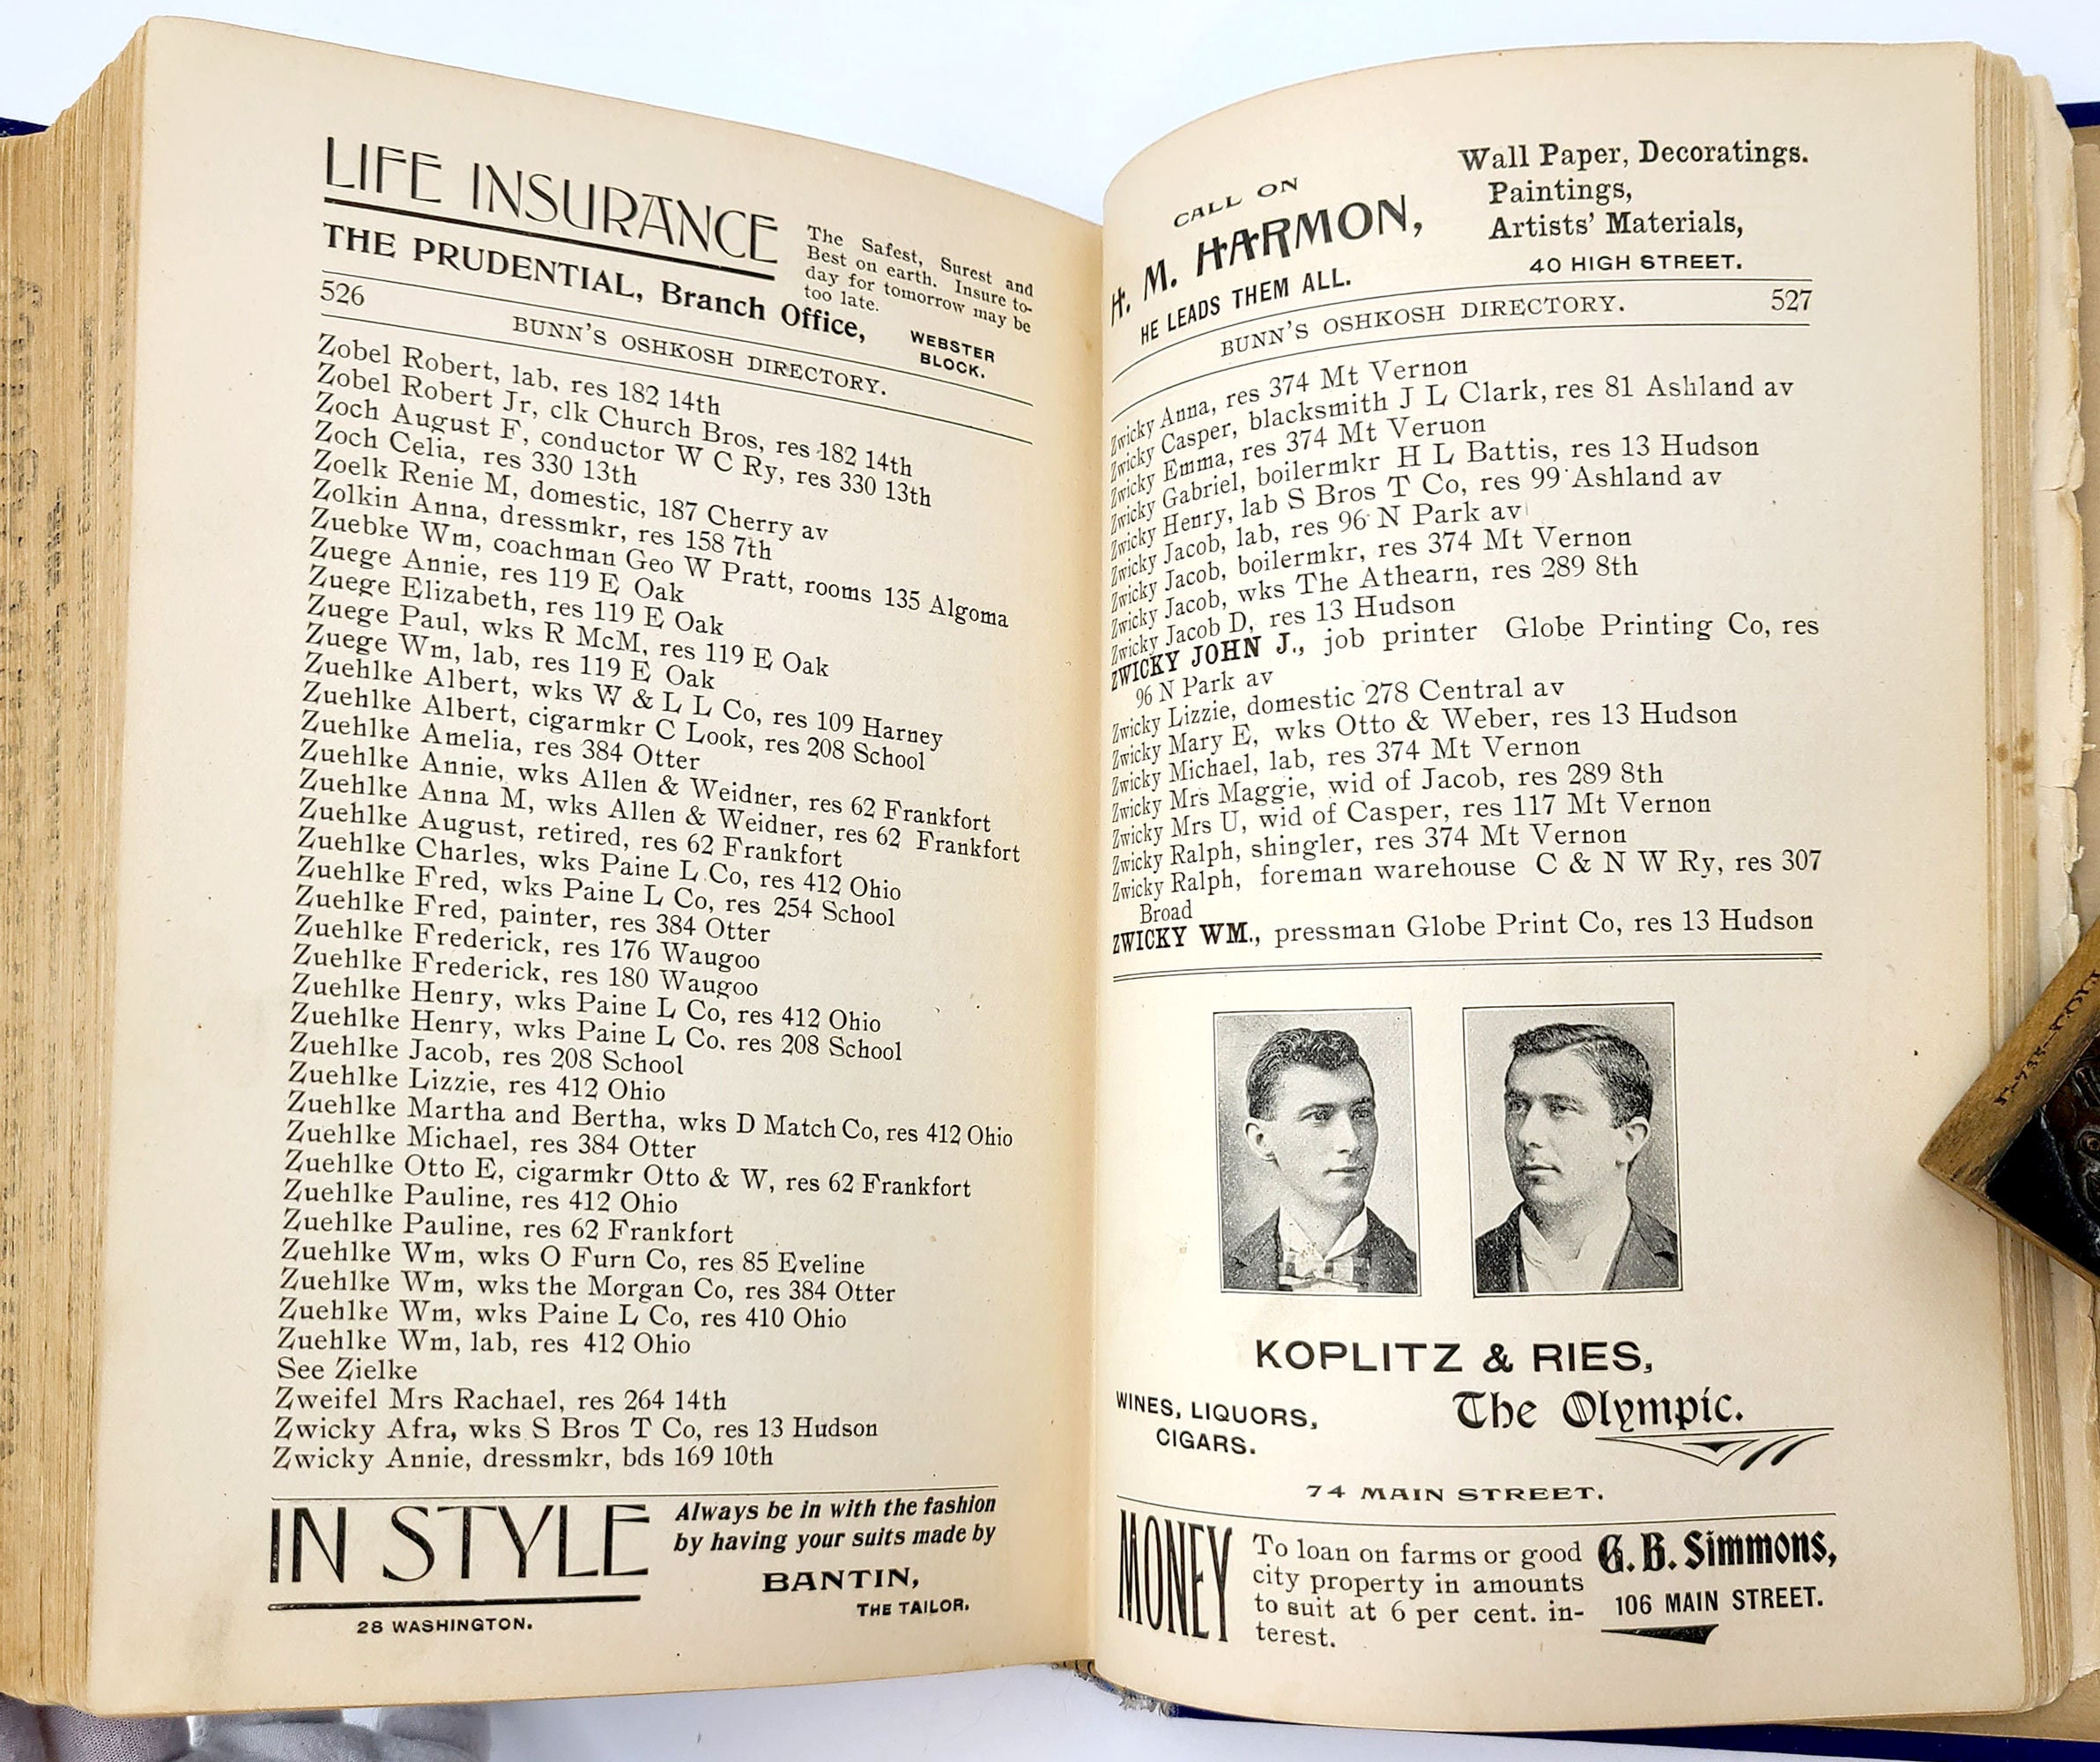 LIFE INSURANCE
The Safest, Surest and
Best on earth. Insure to-
day for tomorrow may be
too late.
THE PRUDENTIAL, Branch Office,
WEBSTER
BLOCK.
526
BUNN'S OSHKOSH DIRECTORY.
Zobel Robert, lab, res 182 14th
Zobel Robert Jr, clk Church Bros, res 182 14th
Zoch August F, conductor W C Ry, res 330 13th
Zoch Celia, res 330 13th
Zoelk Renie M, domestic, 187 Cherry av
Zolkin Anna, dressmkr, res 158 7th
Zuebke Wm, coachman Geo W Pratt, rooms 135 Algoma
Zuege Annie, res 119 E Oak
Zuege Elizabeth, res 119 E Oak
Zuege Paul, wks R McM, res 119 E Oak
Zuege Wm, lab, res 119 E Oak
Zuehlke Albert, wks W & L L Co, res 109 Harney
Zuehlke Albert, cigarmkr C Look, res 208 School
Zuehlke Amelia, res 384 Otter
Zuehlke Annie, wks Allen & Weidner, res 62 Frankfort
Zuehlke Anna M, wks Allen & Weidner, res 62 Frankfort
Zuehlke August, retired, res 62 Frankfort
Zuehlke Charles, wks Paine L Co, res 412 Ohio
Zuehlke Fred, wks Paine L Co, res 254 School
Zuehlke Fred, painter, res 384 Otter
Zuehlke Frederick, res 176 Waugoo
Zuehlke Frederick, res 180 Waugoo
Zuehlke Henry, wks Paine L Co, res 412 Ohio
Zuehlke Henry, wks Paine L Co. res 208 School
Zuehlke Jacob, res 208 School
Zuehlke Lizzie, res 412 Ohio
Zuehlke Martha and Bertha, wks D Match Co, res 412 Ohio
Zuehlke Michael, res 384 Otter
Zuehlke Otto E, cigarmkr Otto & W, res 62 Frankfort
Zuehlke Pauline, res 412 Ohio
Zuehlke Pauline, res 62 Frankfort
Zuehlke Wm, wks O Furn Co, res 85 Eveline
Zuehlke Wm, wks the Morgan Co, res 384 Otter
Zuehlke Wm, wks Paine L Co, res 410 Ohio
Zuehlke Wm, lab, res 412 Ohio
See Zielke
Zweifel Mrs Rachael, res 264 14th
Zwicky Afra, wks S Bros T Co, res 13 Hudson
Zwicky Annie, dressmkr, bds 169 10th
IN STYLE
Always be in with the fashion
by having your suits made by
BANTIN,
THE TAILOR.
28 WASHINGTON.
CALL ON
H. M. HARMON,
HE LEADS THEM ALL.
Wall Paper, Decoratings.
Paintings,
Artists' Materials,
40 HIGH STREET.
BUNN'S OSHKOSH DIRECTORY.
527
Zwicky Anna, res 374 Mt Vernon
Zwicky Casper, blacksmith J L Clark, res 81 Ashland av
Zwicky Emma, res 374 Mt Veruon
Zwicky Gabriel, boilermkr H L Battis, res 13 Hudson
Zwicky Henry, lab S Bros T Co, res 99 Ashland av
Zwicky Jacob, lab, res 96 N Park av
Zwicky Jacob, boilermkr, res 374 Mt Vernon
Zwicky Jacob, wks The Athearn, res 289 8th
Zwicky Jacob D, res 13 Hudson
ZWICKY JOHN J., job printer Globe Printing Co, res
96 N Park av
Zwicky Lizzie, domestic 278 Central av
Zwicky Mary E, wks Otto & Weber, res 13 Hudson
Zwicky Michael, lab, res 374 Mt Vernon
Zwicky Mrs Maggie, wid of Jacob, res 289 8th
Zwicky Mrs U, wid of Casper, res 117 Mt Vernon
Zwicky Ralph, shingler, res 374 Mt Vernon
Zwicky Ralph, foreman warehouse C & N W Ry, res 307
Broad
ZWICKY WM., pressman Globe Print Co, res 13 Hudson
KOPLITZ & RIES,
WINES, LIQUORS,
CIGARS.
The Olympic.
74 MAIN STREET.
MONEY
To loan on farms or good
city property in amounts
to suit at 6 per cent. in-
terest.
G. B. Simmons,
106 MAIN STREET.